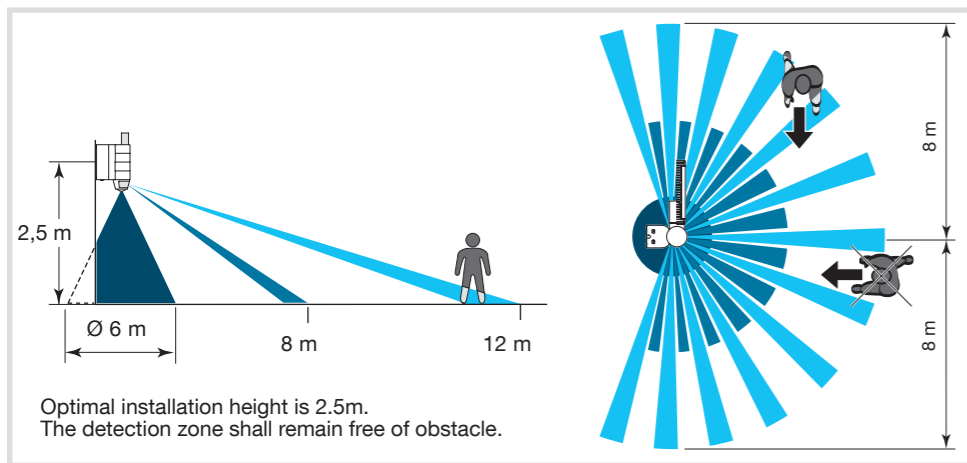 2,5 m
Ø 6 m
8 m
12 m
Optimal installation height is 2.5m.
The detection zone shall remain free of obstacle.
8 m
8 m